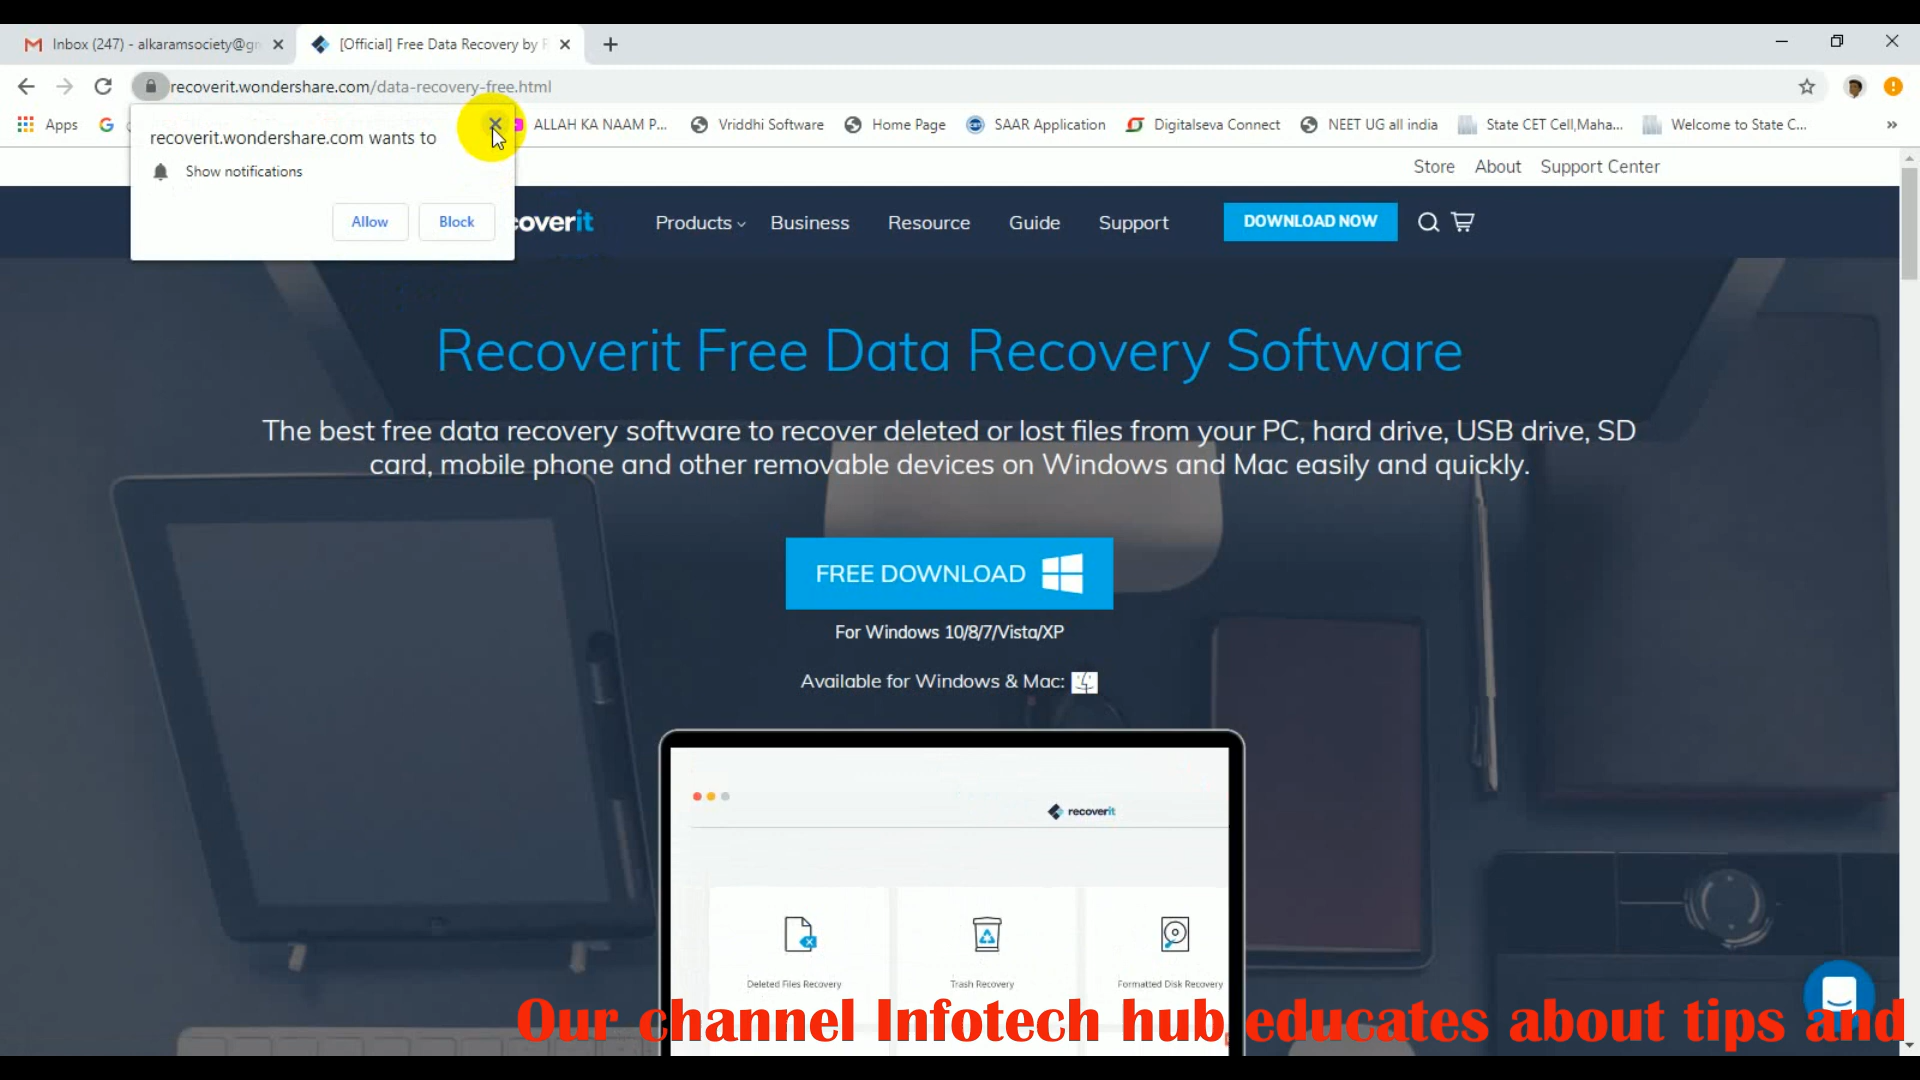 Inbox (247) - alkaramsociety@gn
[Official] Free Data Recovery by
recoverit.wondershare.com/data-recovery-free.html
Apps
ALLAH KA NAAM P...
Vriddhi Software
Home Page
SAAR Application
Digitalseva Connect
NEET UG all india
State CET Cell,Maha...
Welcome to State C...
»
recoverit.wondershare.com wants to
Show notifications
Allow
Block
Store
About
Support Center
coverit
Products
Business
Resource
Guide
Support
DOWNLOAD NOW
Recoverit Free Data Recovery Software
The best free data recovery software to recover deleted or lost files from your PC, hard drive, USB drive, SD
card, mobile phone and other removable devices on Windows and Mac easily and quickly.
FREE DOWNLOAD
For Windows 10/8/7/Vista/XP
Available for Windows & Mac:
recoverit
Deleted Files Recovery
Trash Recovery
Formatted Disk Recovery
Our channel Infotech hub educates about tips and